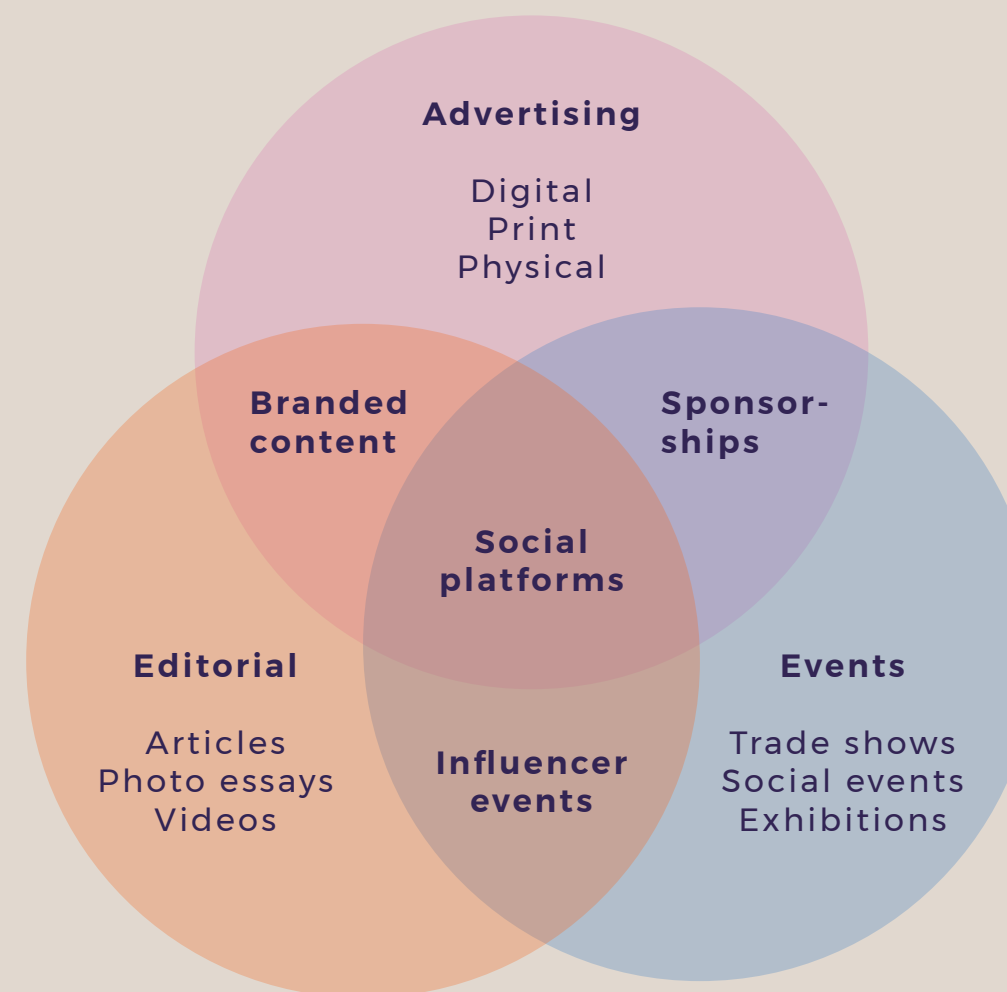 Advertising
Digital
Print
Physical
Branded
content
Sponsor-
ships
Social
platforms
Editorial
Articles
Photo essays
Videos
Influencer
events
Events
Trade shows
Social events
Exhibitions